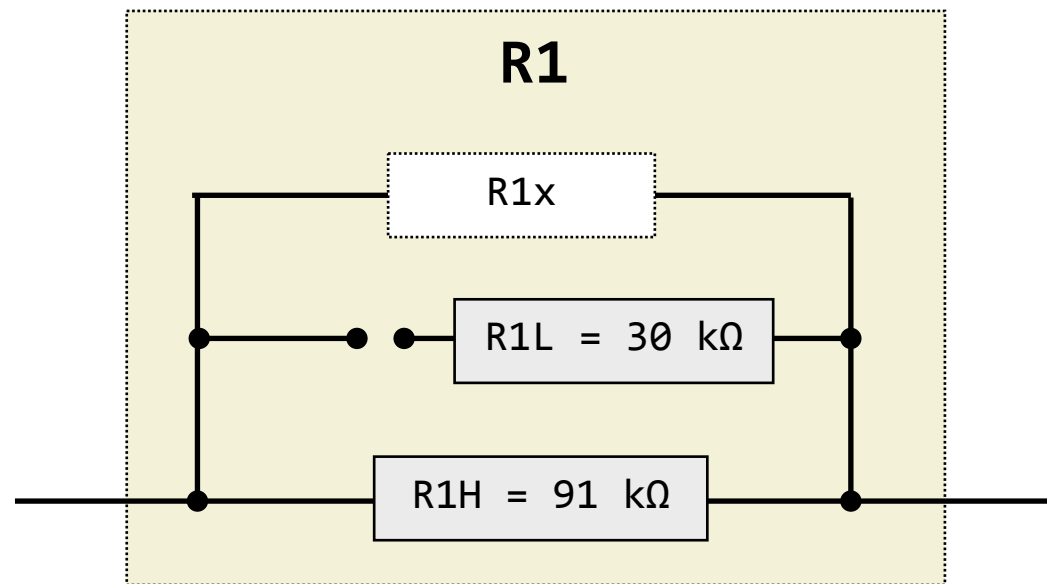 R1
R1x
R1L = 30 kΩ
R1H = 91 kΩ